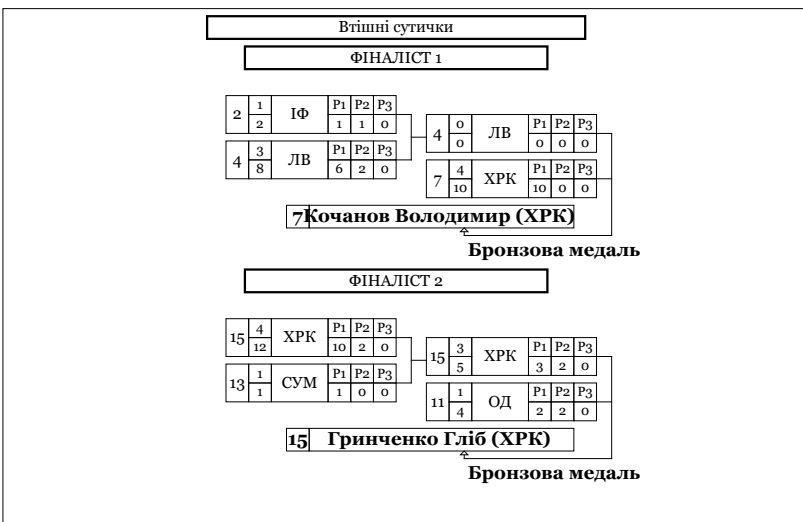 Втішні сутички
ФІНАЛІСТ 1
2 1 2 ІФ Р1 Р2 Р3 1 1 0
4 3 8 ЛВ Р1 Р2 Р3 6 2 0
4 0 0 ЛВ Р1 Р2 Р3 0 0 0
7 4 10 ХРК Р1 Р2 Р3 10 0 0
7 Кочанов Володимир (ХРК)
Бронзова медаль
ФІНАЛІСТ 2
15 4 12 ХРК Р1 Р2 Р3 10 2 0
13 1 1 СУМ Р1 Р2 Р3 1 0 0
15 3 5 ХРК Р1 Р2 Р3 3 2 0
11 1 4 ОД Р1 Р2 Р3 2 2 0
15 Гринченко Гліб (ХРК)
Бронзова медаль